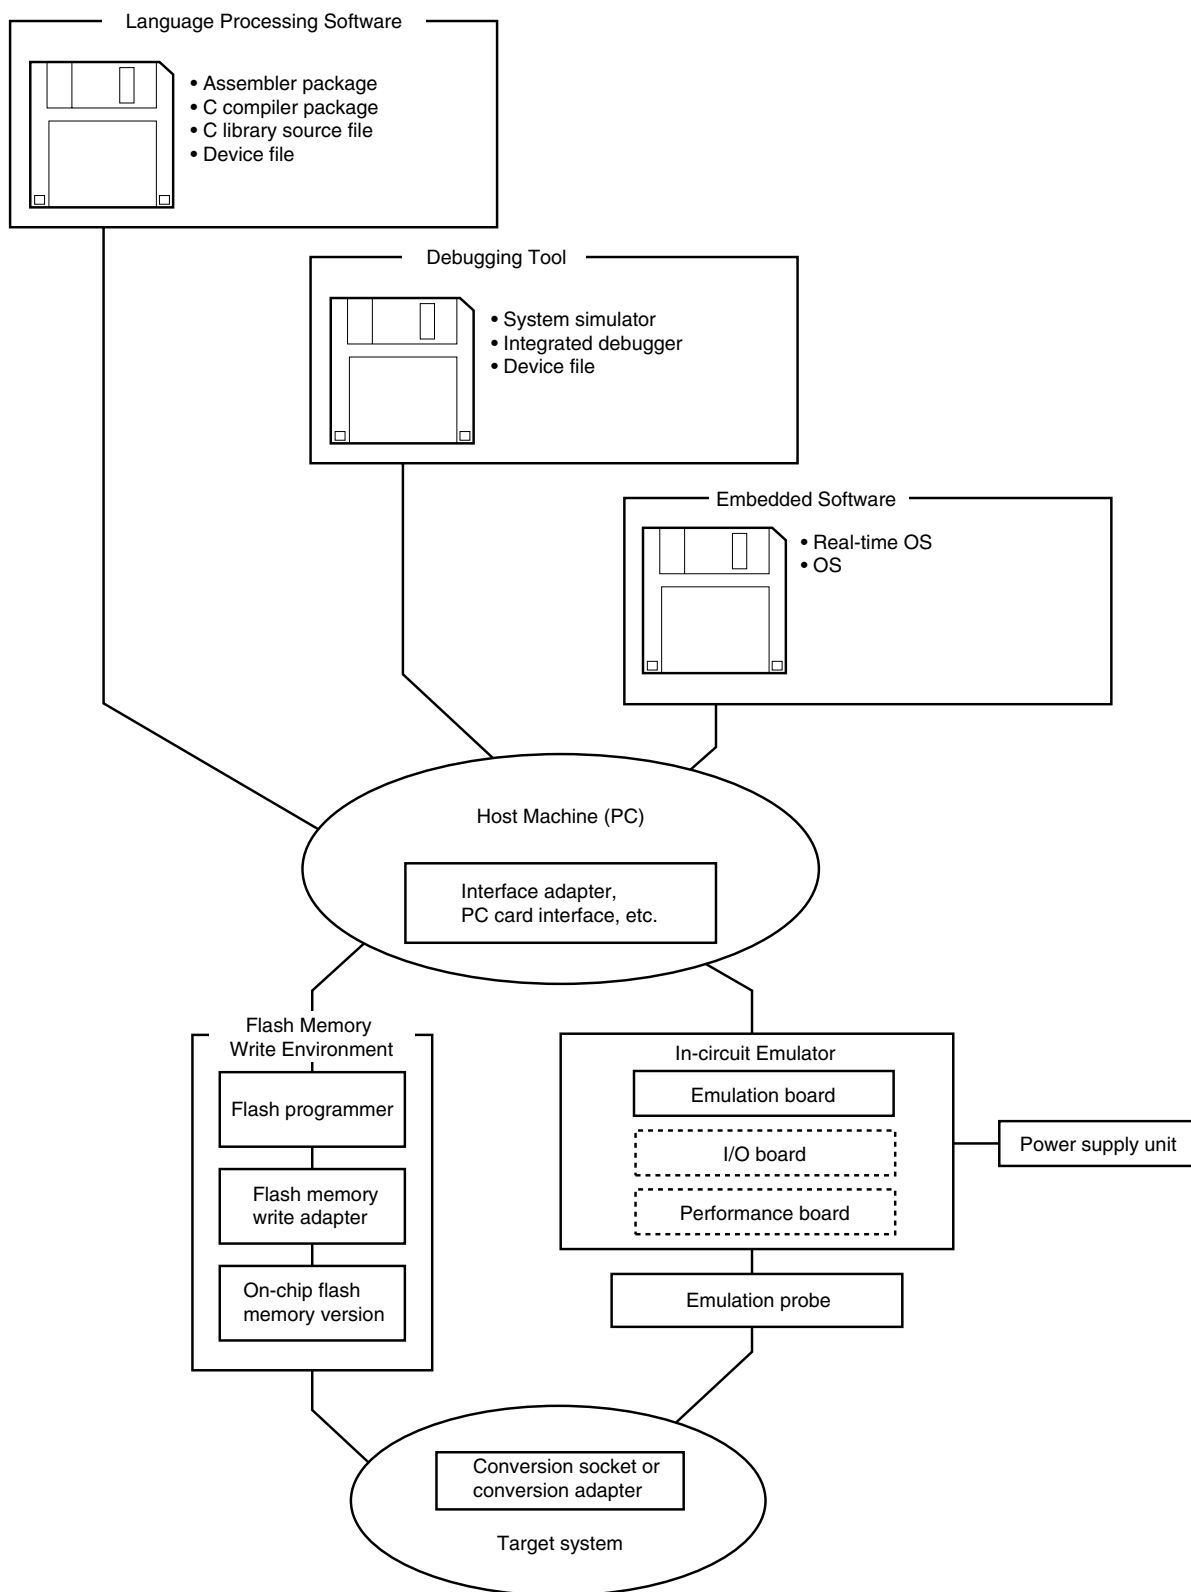 Language Processing Software
• Assembler package
• C compiler package
• C library source file
• Device file
Debugging Tool
• System simulator
• Integrated debugger
• Device file
Embedded Software
• Real-time OS
• OS
Host Machine (PC)
Interface adapter,
PC card interface, etc.
Flash Memory
Write Environment
Flash programmer
Flash memory
write adapter
On-chip flash
memory version
In-circuit Emulator
Emulation board
I/O board
Performance board
Power supply unit
Emulation probe
Conversion socket or
conversion adapter
Target system